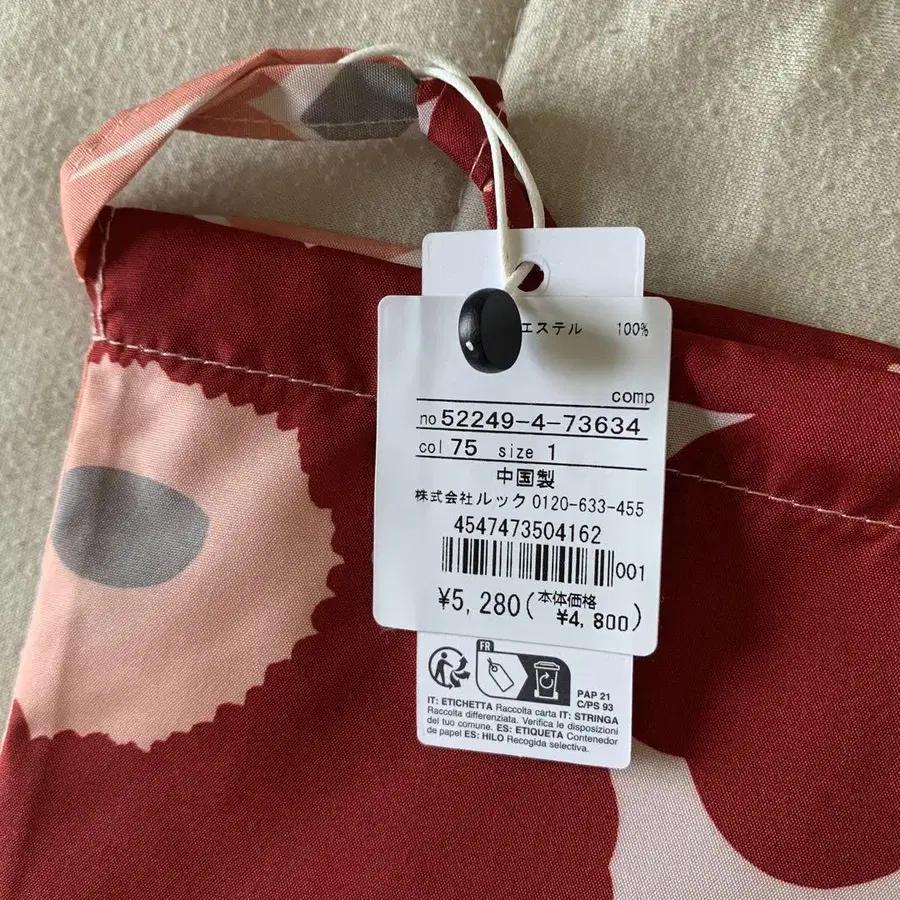 エステル 100%
comp
no 52249-4-73634
col 75 size 1
中国製
株式会社ルック 0120-633-455
4547473504162
001
¥5,280(本体価格 ¥4,800)
FR
PAP 21
C/PS 93
IT: ETICHETTA Raccolta carta IT: STRINGA
Raccolta differenziata. Verifica le disposizioni
del tuo comune. ES: ETIQUETA Contenedor
de papel ES: HILO Recogida selectiva.